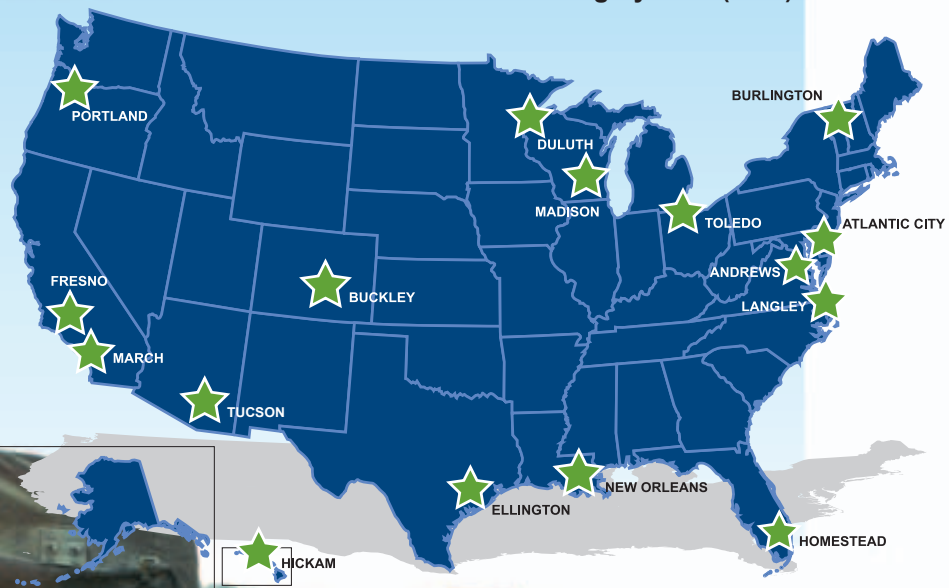 BURLINGTON
PORTLAND
DULUTH
MADISON
TOLEDO
ATLANTIC CITY
ANDREWS
FRESNO
BUCKLEY
LANGLEY
MARCH
TUCSON
NEW ORLEANS
ELLINGTON
HOMESTEAD
HICKAM